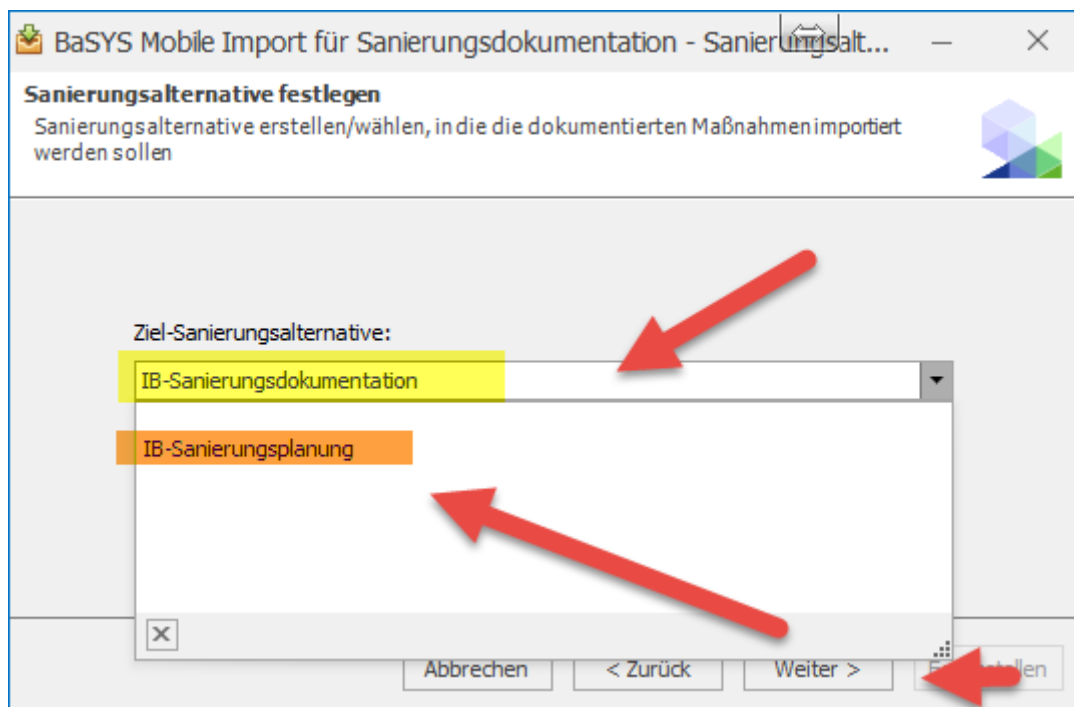 BaSYS Mobile Import für Sanierungsdokumentation - Sanierungsalt...
Sanierungsalternative festlegen
Sanierungsalternative erstellen/wählen, in die die dokumentierten Maßnahmen importiert
werden sollen
Ziel-Sanierungsalternative:
IB-Sanierungsdokumentation
IB-Sanierungsplanung
Abbrechen < Zurück Weiter >